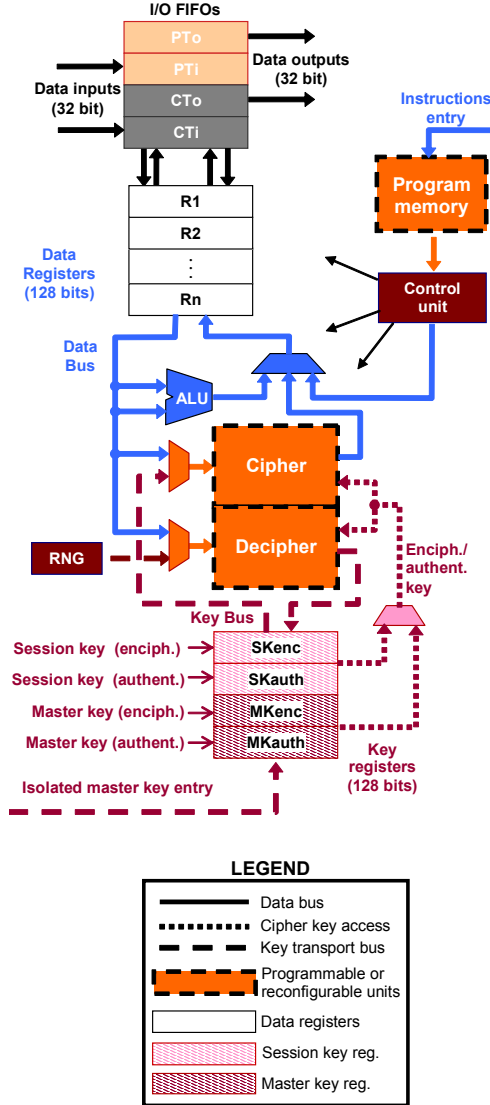 I/O FIFOs
PTo
PTi
CTo
CTi
Data inputs
(32 bit)
Data outputs
(32 bit)
Instructions
entry
Program
memory
Control
unit
R1
R2
⋮
Rn
Data
Registers
(128 bits)
Data
Bus
ALU
Cipher
Decipher
RNG
Enciph./
authent.
key
Key Bus
Session key (enciph.)
Session key (authent.)
Master key (enciph.)
Master key (authent.)
SKenc
SKauth
MKenc
MKauth
Key
registers
(128 bits)
Isolated master key entry
LEGEND
Data bus
Cipher key access
Key transport bus
Programmable or
reconfigurable units
Data registers
Session key reg.
Master key reg.